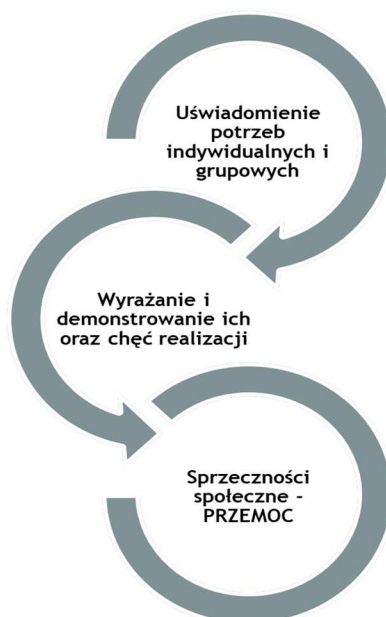 Uświadomienie
potrzeb
indywidualnych i
grupowych
Wyrażanie i
demonstrowanie ich
oraz chęć realizacji
Sprzeczności
społeczne -
PRZEMOC